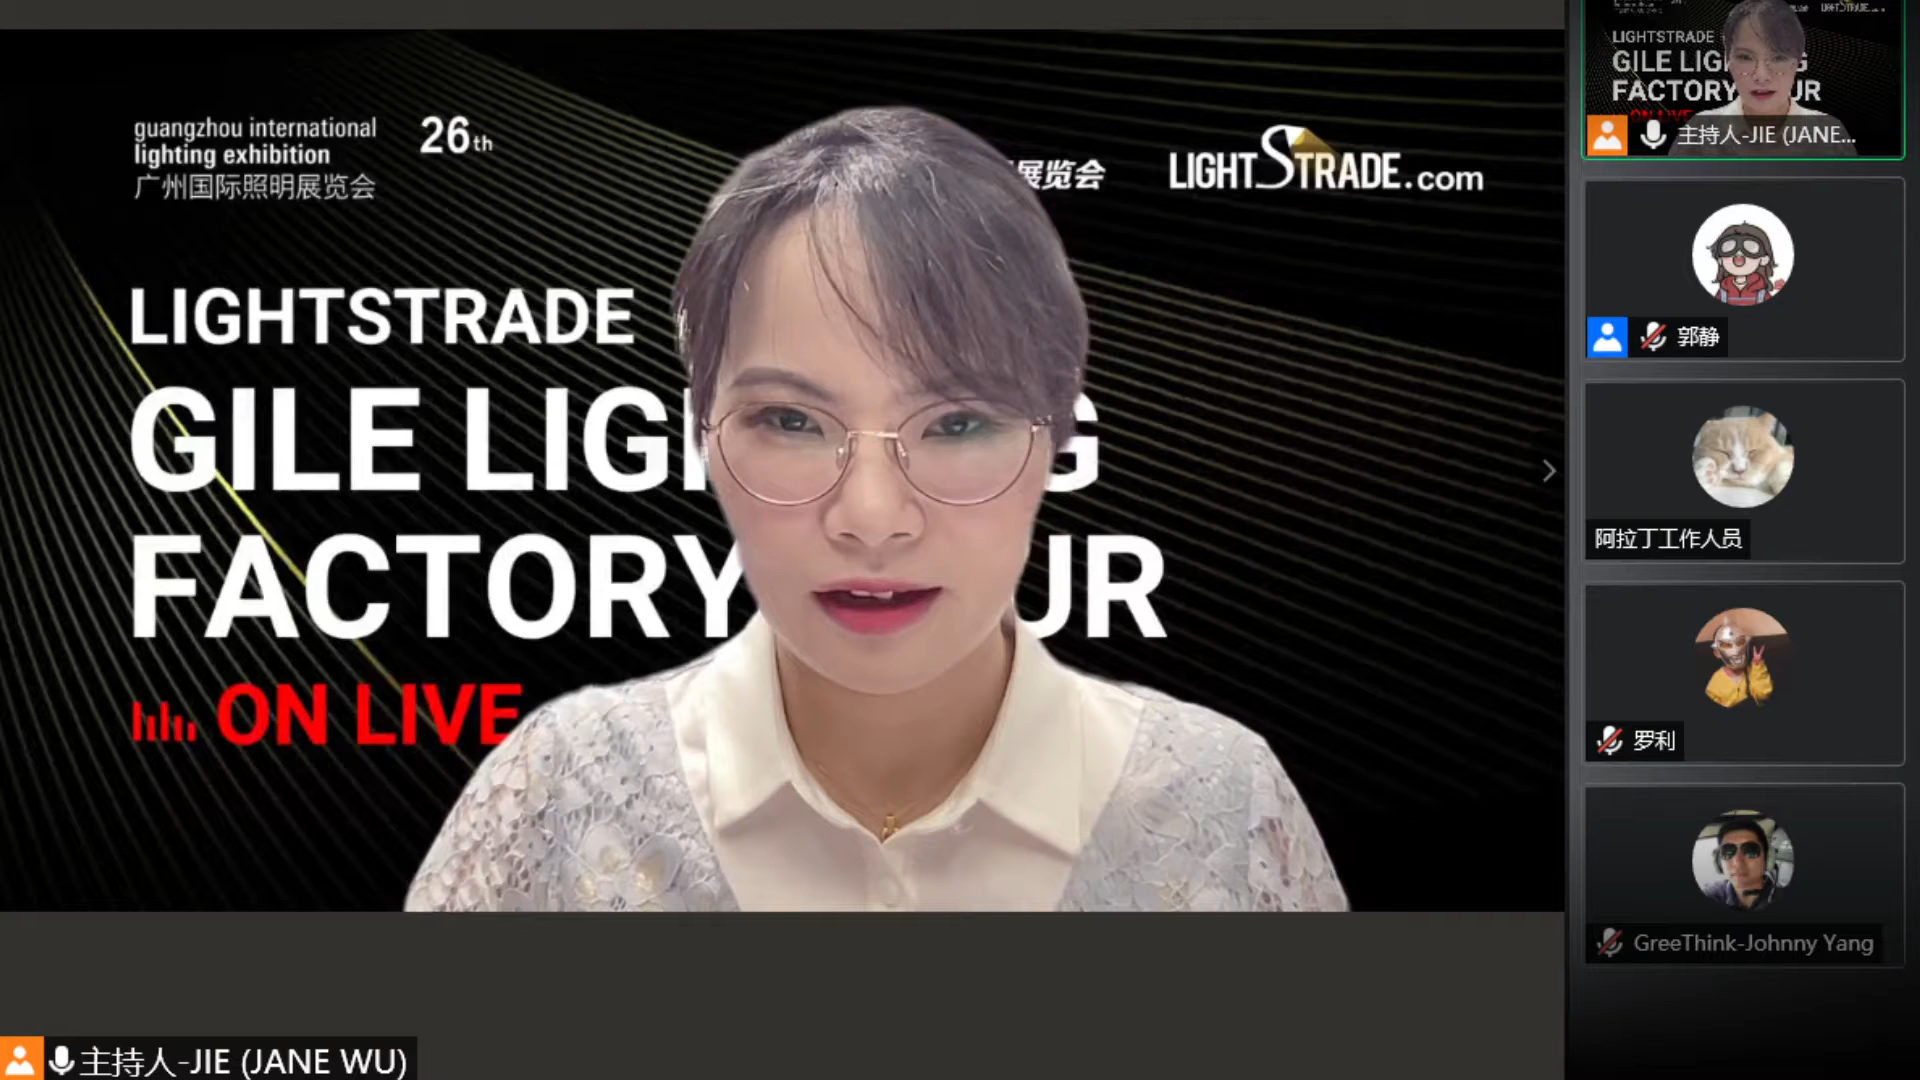 guangzhou international
lighting exhibition
广州国际照明展览会
26th
展览会
LIGHTSTRADE.com
LIGHTSTRADE
GILE LIG
G
FACTORY
UR
ON LIVE
主持人-JIE (JANE WU)
LIGHTSTRADE
GILE LIG
G
FACTORY
UR
主持人-JIE (JANE...
郭静
阿拉丁工作人员
罗利
GreeThink-Johnny Yang